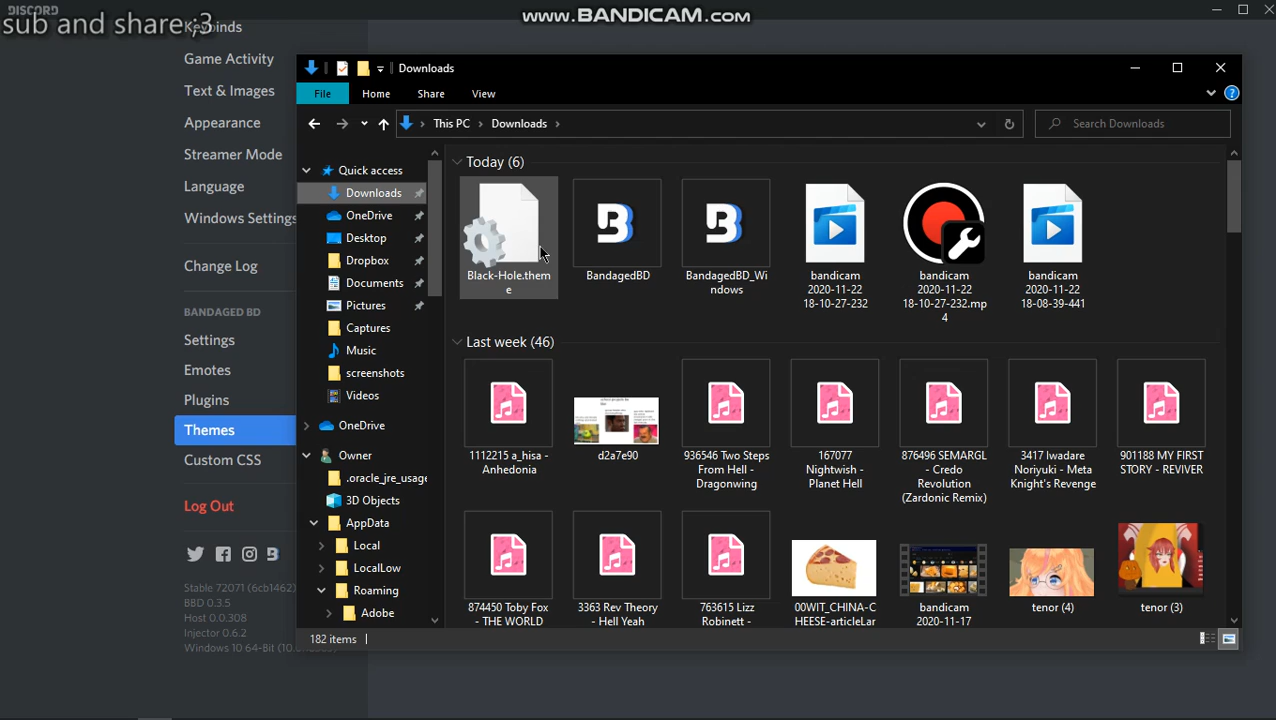 DISCORD
sub and share ;3
www.BANDICAM.com
Keybinds
Game Activity
Text & Images
Appearance
Streamer Mode
Language
Windows Settings
Change Log
BANDAGED BD
Settings
Emotes
Plugins
Themes
Custom CSS
Log Out
Stable 72071 (6cb1462)
BBD 0.3.5
Host 0.0.308
Injector 0.6.2
Windows 10 64-Bit
Downloads
File
Home
Share
View
This PC
Downloads
Search Downloads
Quick access
Downloads
OneDrive
Desktop
Dropbox
Documents
Pictures
Captures
Music
screenshots
Videos
OneDrive
Owner
.oracle_jre_usage
3D Objects
AppData
Local
LocalLow
Roaming
Adobe
Today (6)
Black-Hole.them
e
BandagedBD
BandagedBD_Wi
ndows
bandicam
2020-11-22
18-10-27-232
bandicam
2020-11-22
18-10-27-232.mp
4
bandicam
2020-11-22
18-08-39-441
Last week (46)
1112215 a_hisa -
Anhedonia
d2a7e90
936546 Two Steps
From Hell -
Dragonwing
167077
Nightwish -
Planet Hell
876496 SEMARGL
- Credo
Revolution
(Zardonic Remix)
3417 Iwadare
Noriyuki - Meta
Knight's Revenge
901188 MY FIRST
STORY - REVIVER
874450 Toby Fox
- THE WORLD
3363 Rev Theory
- Hell Yeah
763615 Lizz
Robinett -
00WIT_CHINA-C
HEESE-articleLar
bandicam
2020-11-17
tenor (4)
tenor (3)
182 items